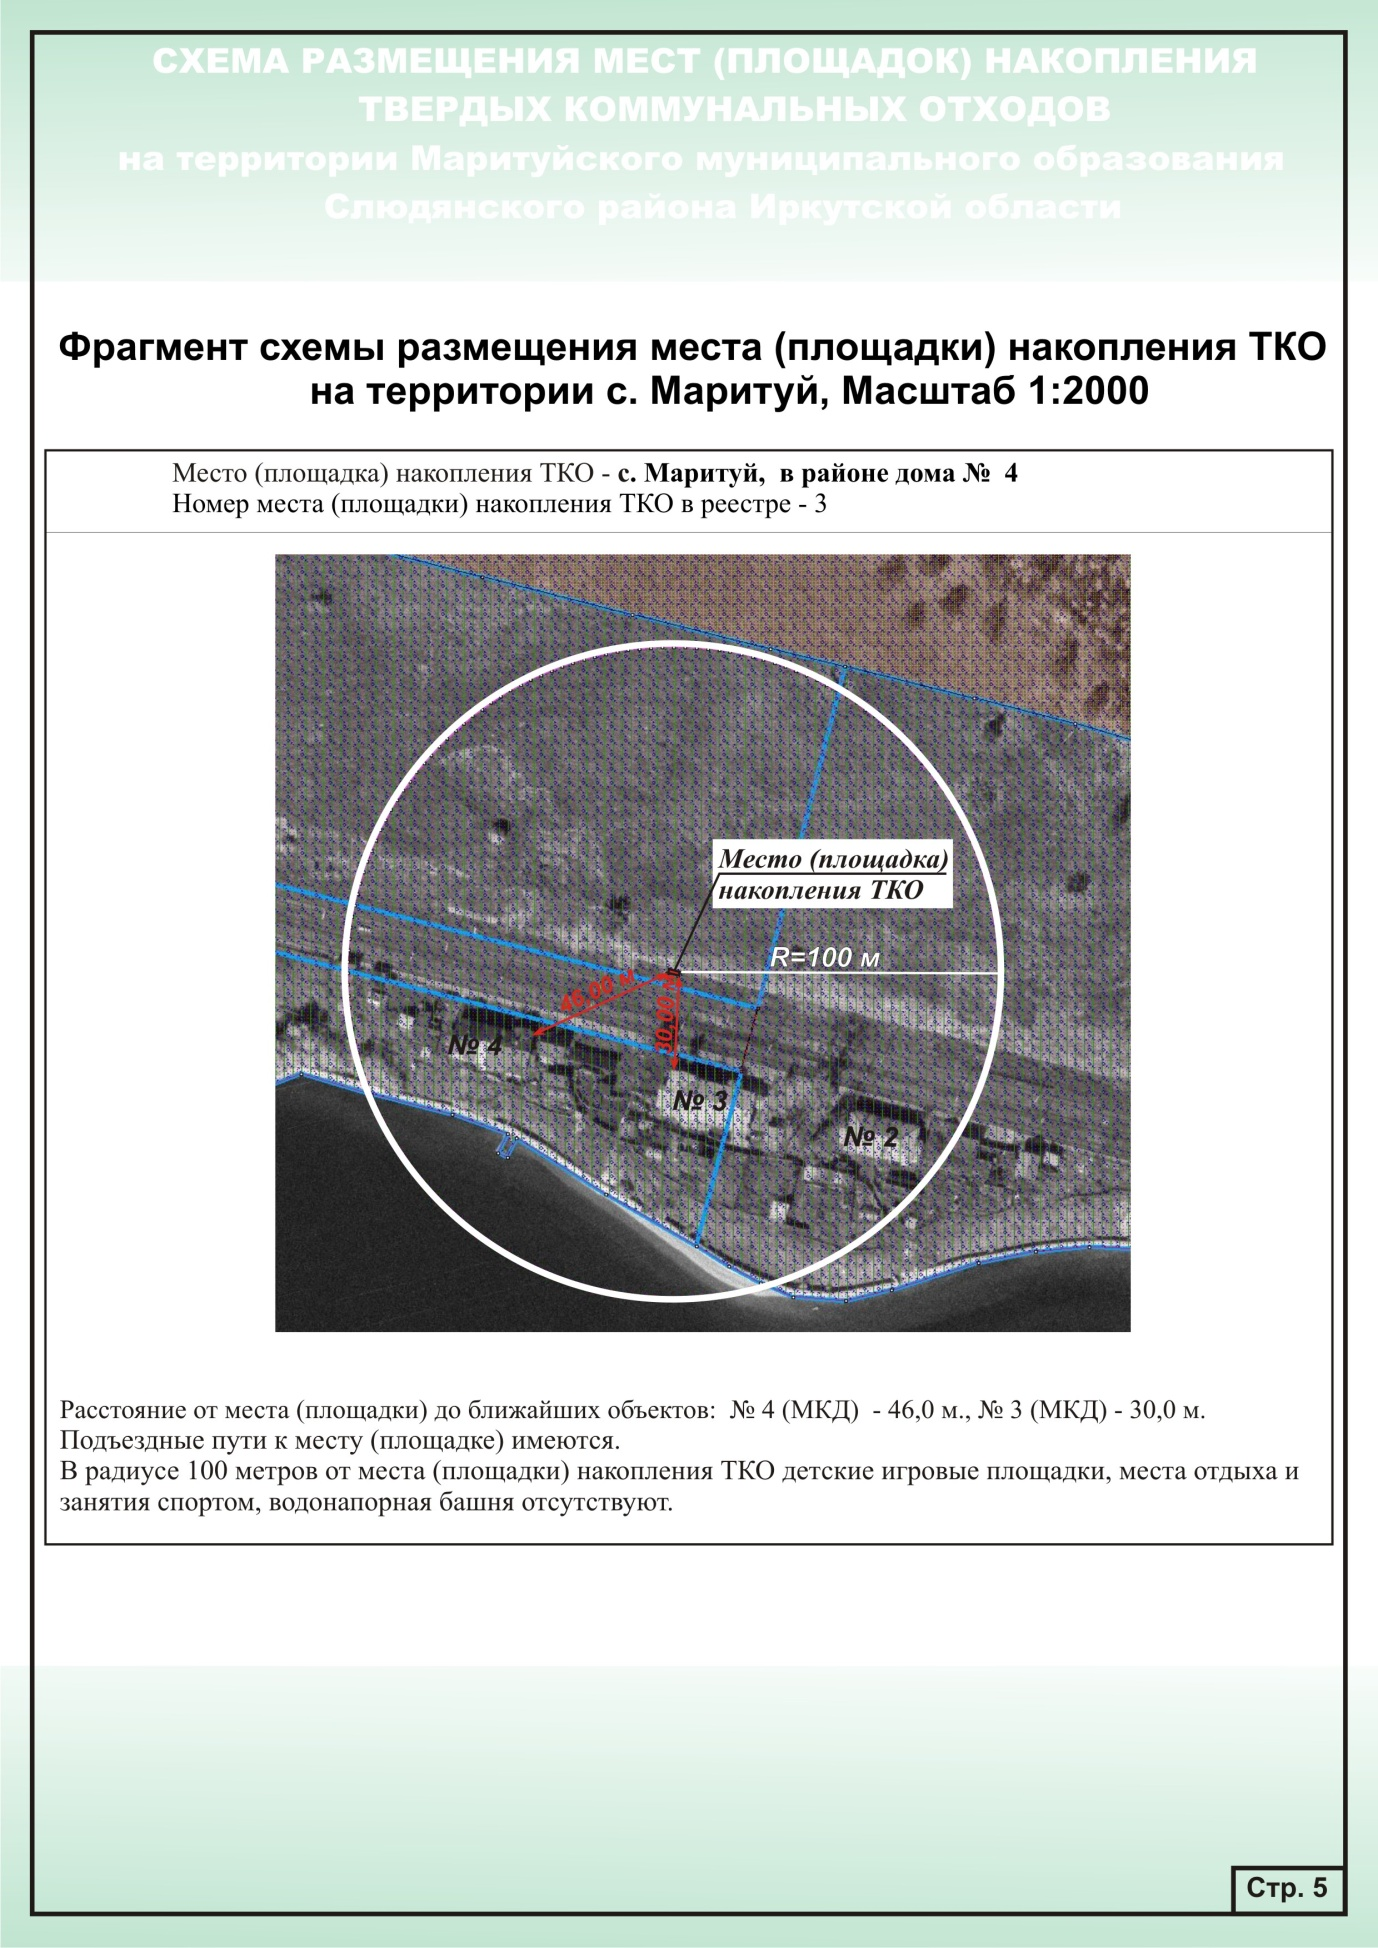 СХЕМА РАЗМЕЩЕНИЯ МЕСТ (ПЛОЩАДОК) НАКОПЛЕНИЯ
ТВЕРДЫХ КОММУНАЛЬНЫХ ОТХОДОВ
на территории Маритуйского муниципального образования
Слюдянского района Иркутской области
Фрагмент схемы размещения места (площадки) накопления ТКО
на территории с. Маритуй, Масштаб 1:2000
Место (площадка) накопления ТКО - с. Маритуй, в районе дома № 4
Номер места (площадки) накопления ТКО в реестре - 3
Место (площадка)
накопления ТКО
R=100 м
46,00 м
30,00 м
№ 4
№ 3
№ 2
Расстояние от места (площадки) до ближайших объектов: № 4 (МКД) - 46,0 м., № 3 (МКД) - 30,0 м.
Подъездные пути к месту (площадке) имеются.
В радиусе 100 метров от места (площадки) накопления ТКО детские игровые площадки, места отдыха и
занятия спортом, водонапорная башня отсутствуют.
Стр. 5